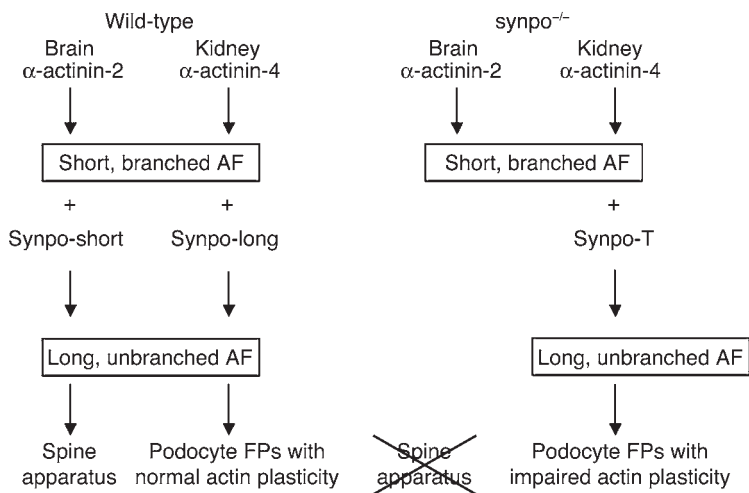 Wild-type
synpo⁻/⁻
Brain
α-actinin-2
Kidney
α-actinin-4
Brain
α-actinin-2
Kidney
α-actinin-4
Short, branched AF
Short, branched AF
+
+
+
Synpo-short
Synpo-long
Synpo-T
Long, unbranched AF
Long, unbranched AF
Spine
apparatus
Podocyte FPs with
normal actin plasticity
Spine
apparatus
Podocyte FPs with
impaired actin plasticity